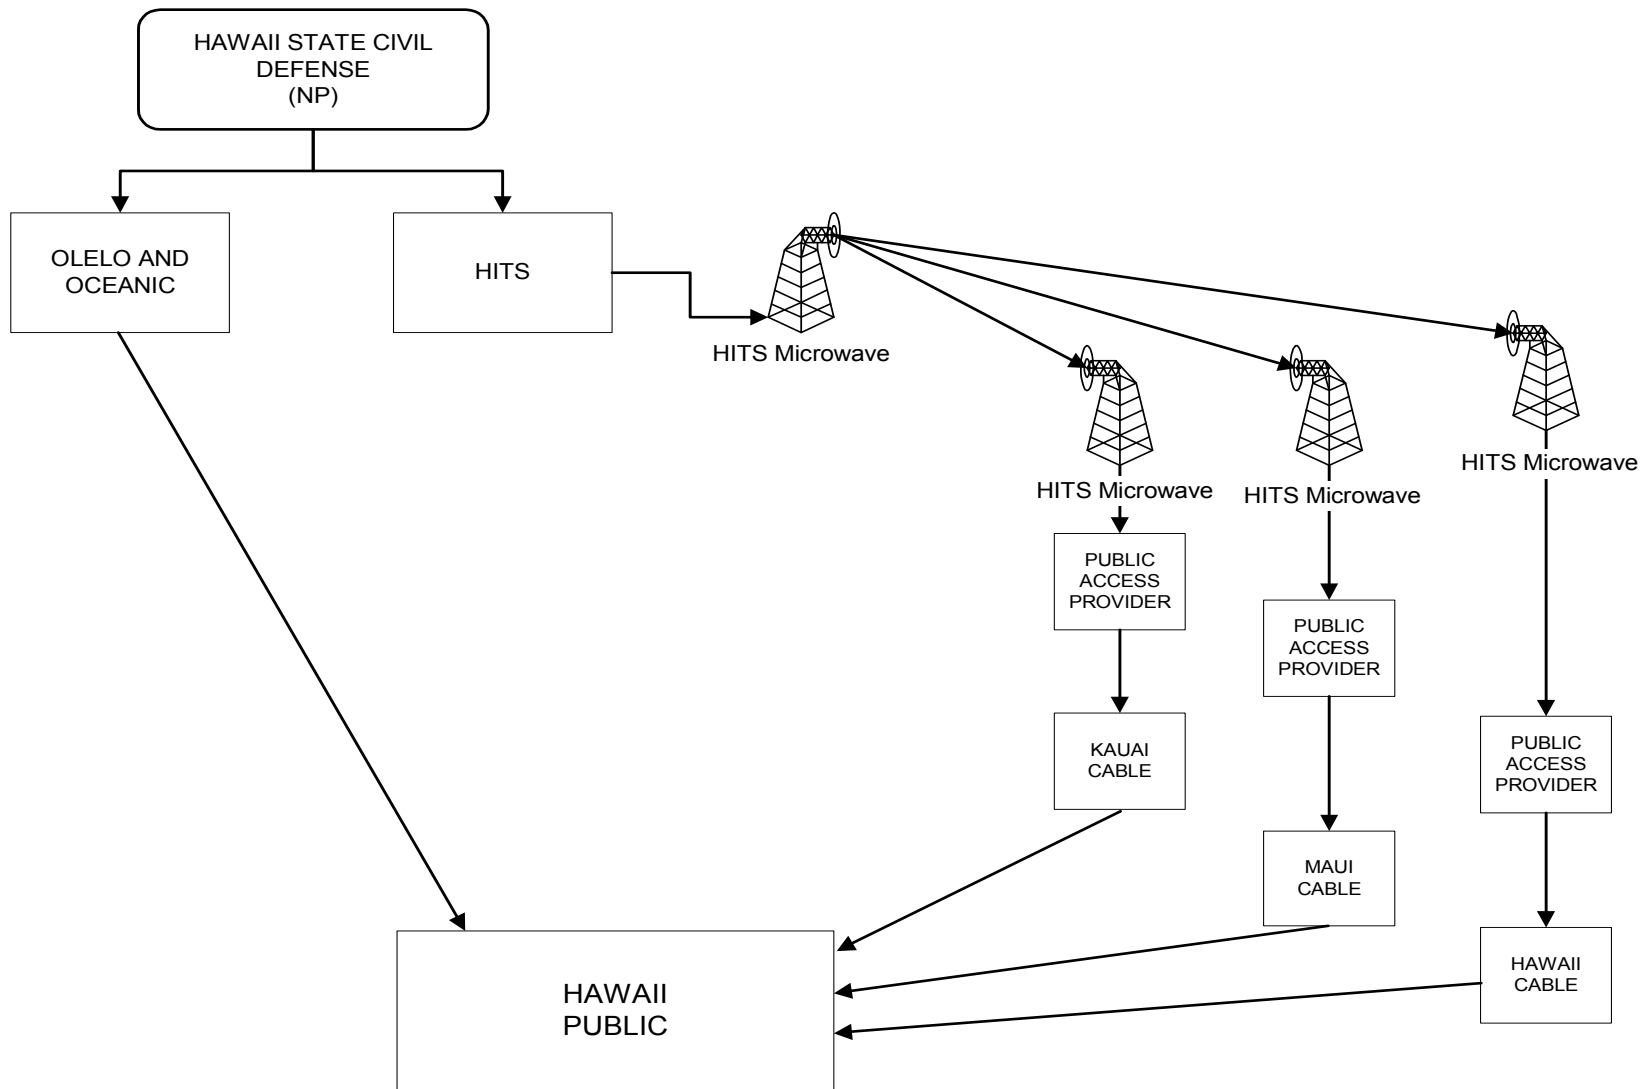 HAWAII STATE CIVIL
DEFENSE
(NP)
OLELO AND
OCEANIC
HITS
HITS Microwave
HITS Microwave
HITS Microwave
HITS Microwave
PUBLIC
ACCESS
PROVIDER
PUBLIC
ACCESS
PROVIDER
PUBLIC
ACCESS
PROVIDER
KAUAI
CABLE
MAUI
CABLE
HAWAII
CABLE
HAWAII
PUBLIC